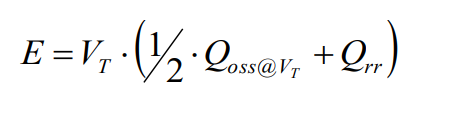 E = V_T · (½ · Q_oss@V_T + Q_rr)